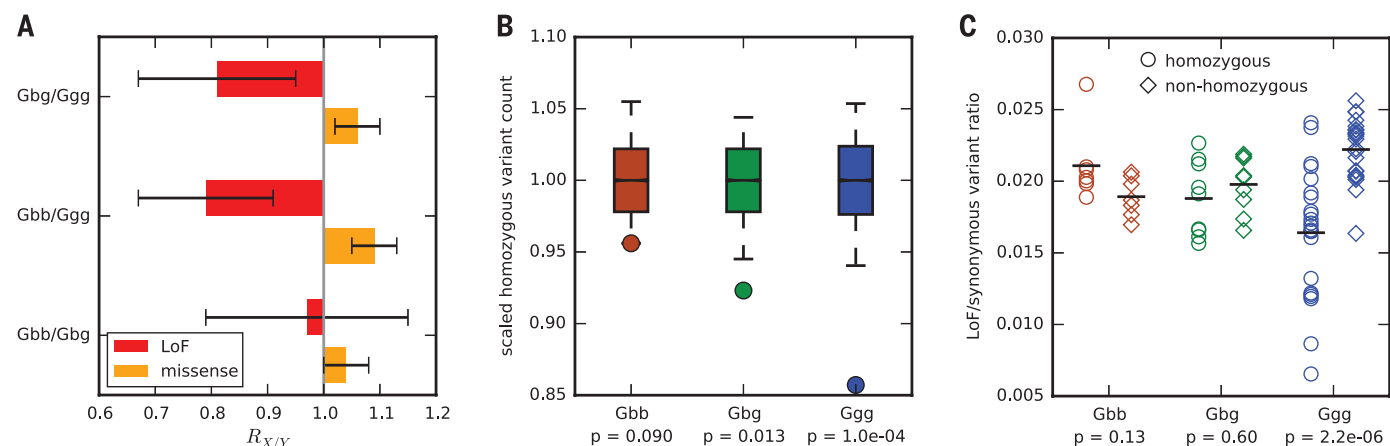 A
Gbg/Ggg
Gbb/Ggg
Gbb/Gbg
LoF
missense
0.6 0.7 0.8 0.9 1.0 1.1 1.2
R_{X/Y}
B
scaled homozygous variant count
1.10
1.05
1.00
0.95
0.90
0.85
Gbb Gbg Ggg
p = 0.090 p = 0.013 p = 1.0e-04
C
LoF/synonymous variant ratio
0.030
0.025
0.020
0.015
0.010
0.005
homozygous
non-homozygous
Gbb Gbg Ggg
p = 0.13 p = 0.60 p = 2.2e-06